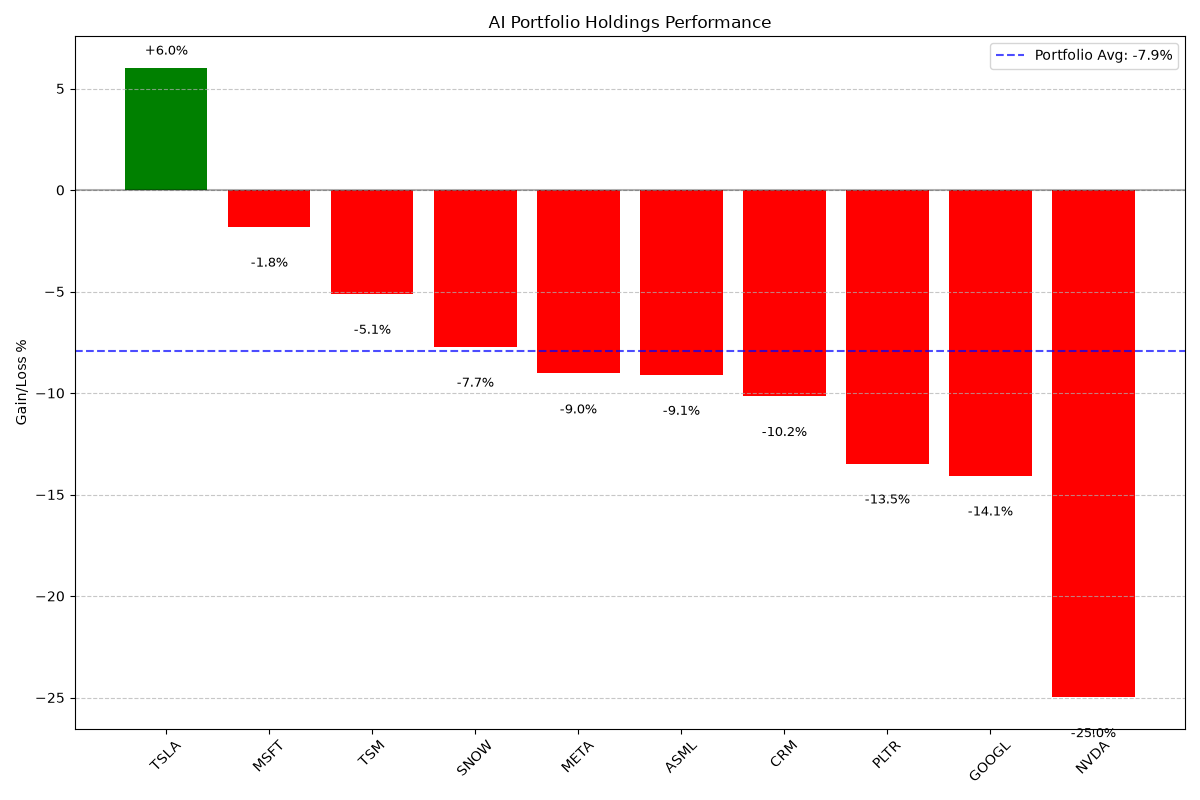 AI Portfolio Holdings Performance
Portfolio Avg: -7.9%
Gain/Loss %
5
0
−5
−10
−15
−20
−25
+6.0%
-1.8%
-5.1%
-7.7%
-9.0%
-9.1%
-10.2%
-13.5%
-14.1%
-25.0%
TSLA
MSFT
TSM
SNOW
META
ASML
CRM
PLTR
GOOGL
NVDA